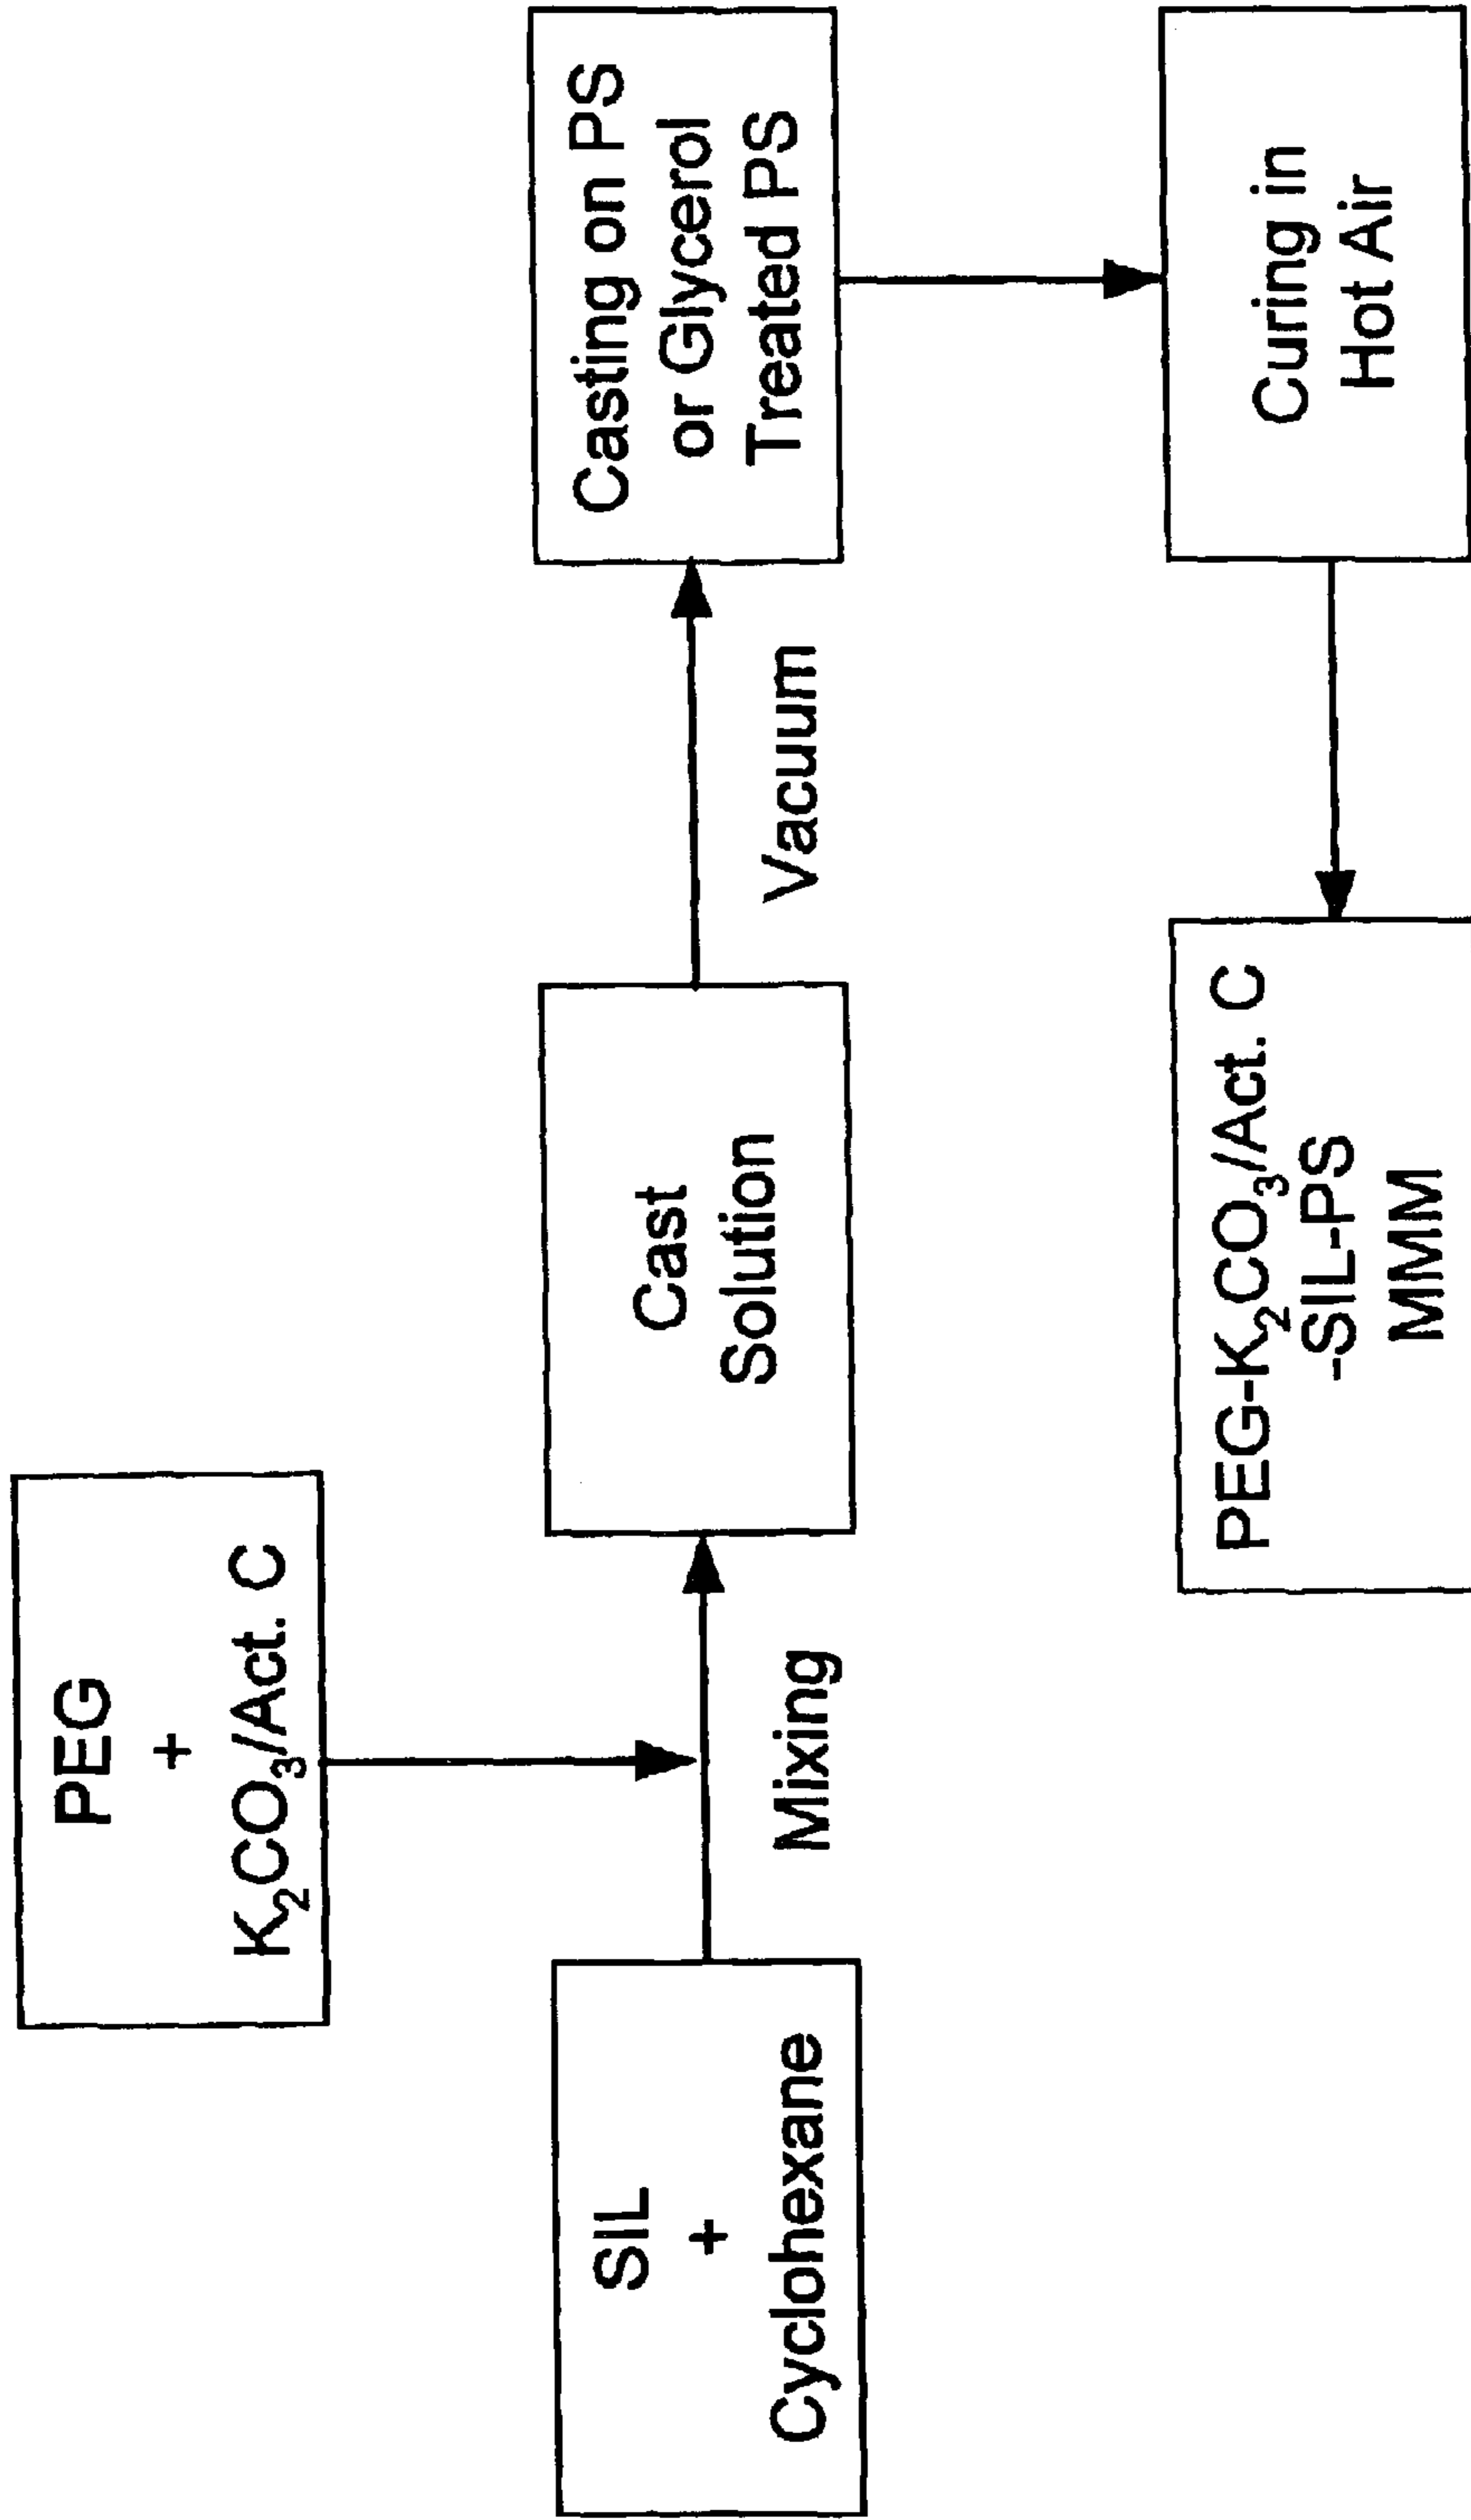 PEG
+
K₂CO₃/Act. C
SIL
+
Cyclohexane
Mixing
Cast
Solution
Vacuum
Casting on PS
or Glycerol
Treated PS
Curing in
Hot Air
PEG-K₂CO₃/Act. C
-SIL-PS
MMM